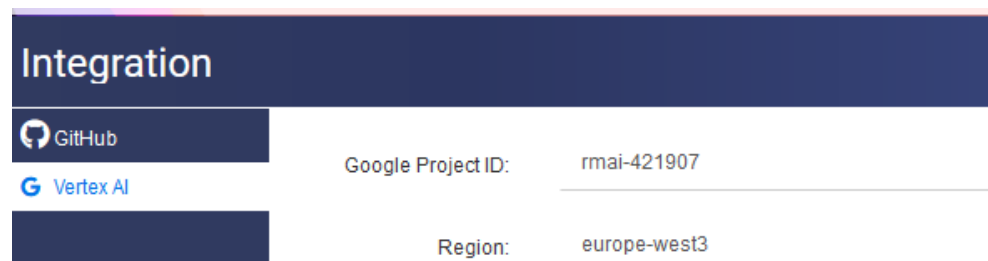 Integration
GitHub
Vertex AI
Google Project ID: rmai-421907
Region: europe-west3